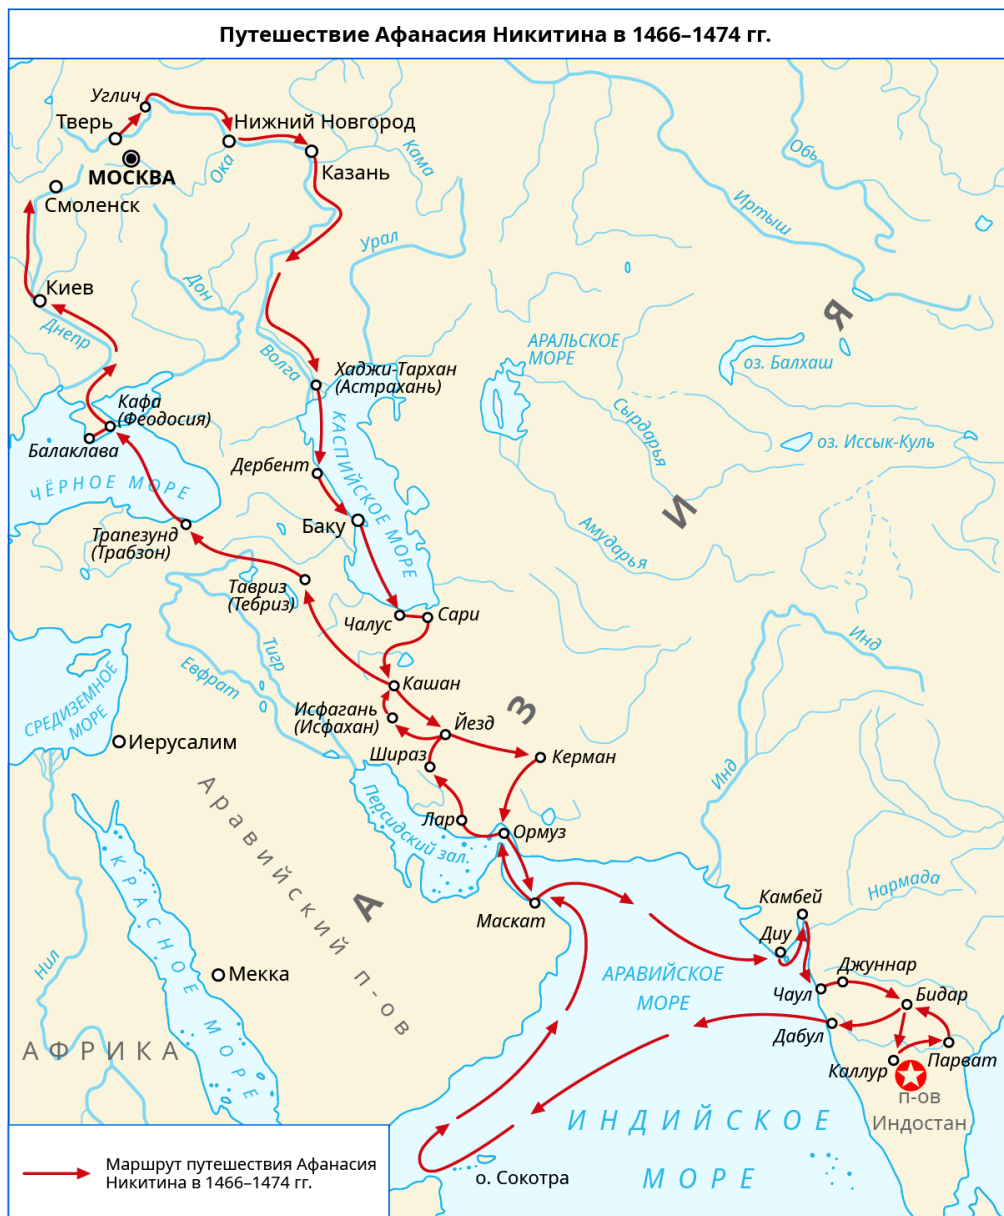 Путешествие Афанасия Никитина в 1466–1474 гг.
Углич
Тверь
Нижний Новгород
МОСКВА
Ока
Кама
Казань
Смоленск
Обь
Иртыш
Урал
Киев
Дон
Днепр
Волга
Я
АРАЛЬСКОЕ
МОРЕ
оз. Балхаш
Хаджи-Тархан
(Астрахань)
Кафа
(Феодосия)
Балаклава
Сырдарья
оз. Иссык-Куль
КАСПИЙСКОЕ МОРЕ
Дербент
ЧЁРНОЕ МОРЕ
И
Баку
Трапезунд
(Трабзон)
Амударья
Тавриз
(Тебриз)
Чалус
Сари
Инд
Тигр
Евфрат
Кашан
СРЕДИЗЕМНОЕ
МОРЕ
Исфагань
(Исфахан)
Йезд
З
Иерусалим
Шираз
Керман
Инд
Аравийский п-ов
Персидский зал.
Лар
Ормуз
КРАСНОЕ МОРЕ
А
Маскат
Камбей
Нармада
Диу
Нил
Мекка
АРАВИЙСКОЕ
МОРЕ
Джуннар
Чаул
Бидар
Дабул
АФРИКА
Парват
Каллур
п-ов
Индостан
ИНДИЙСКОЕ
МОРЕ
о. Сокотра
Маршрут путешествия Афанасия
Никитина в 1466–1474 гг.